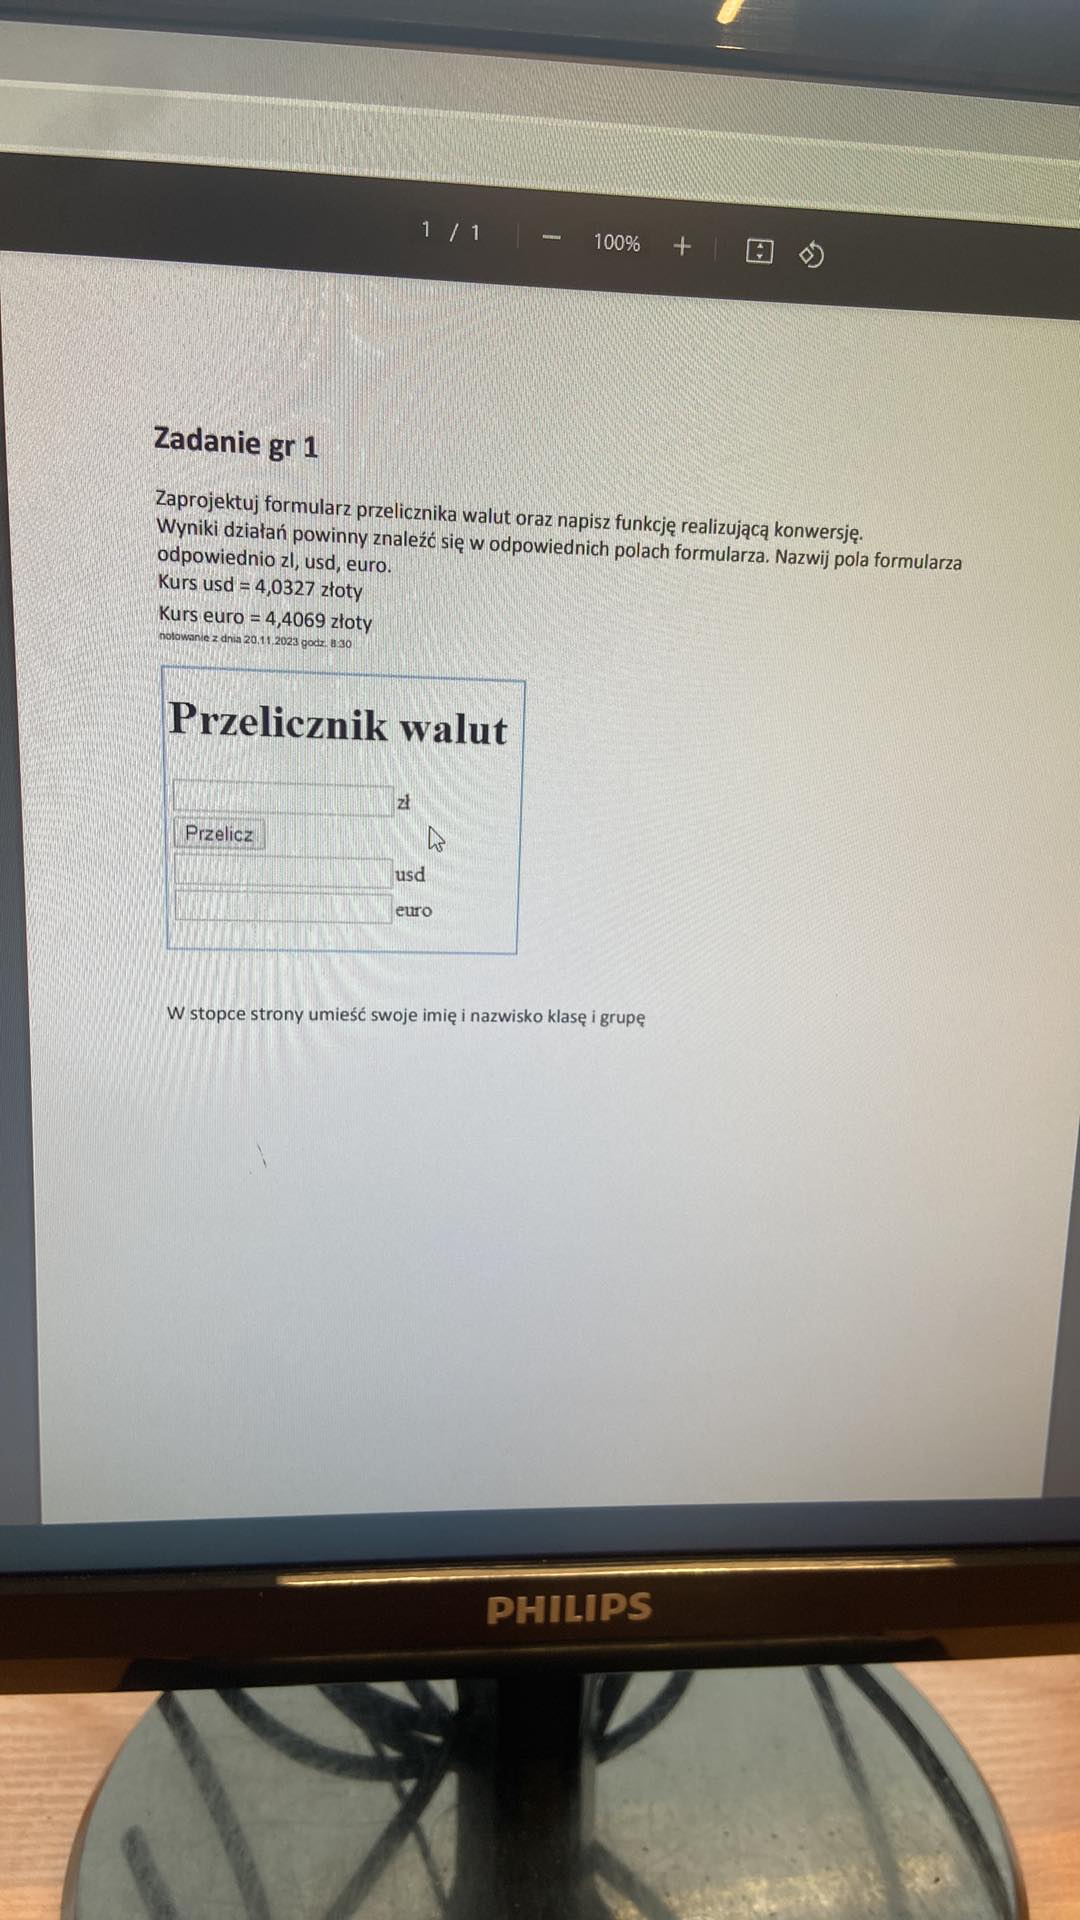 1 / 1 — 100% +
Zadanie gr 1
Zaprojektuj formularz przelicznika walut oraz napisz funkcję realizującą konwersję.
Wyniki działań powinny znaleźć się w odpowiednich polach formularza. Nazwij pola formularza
odpowiednio zl, usd, euro.
Kurs usd = 4,0327 złoty
Kurs euro = 4,4069 złoty
notowanie z dnia 20.11.2023 godz. 8:30
Przelicznik walut
zł
Przelicz
usd
euro
W stopce strony umieść swoje imię i nazwisko klasę i grupę
PHILIPS